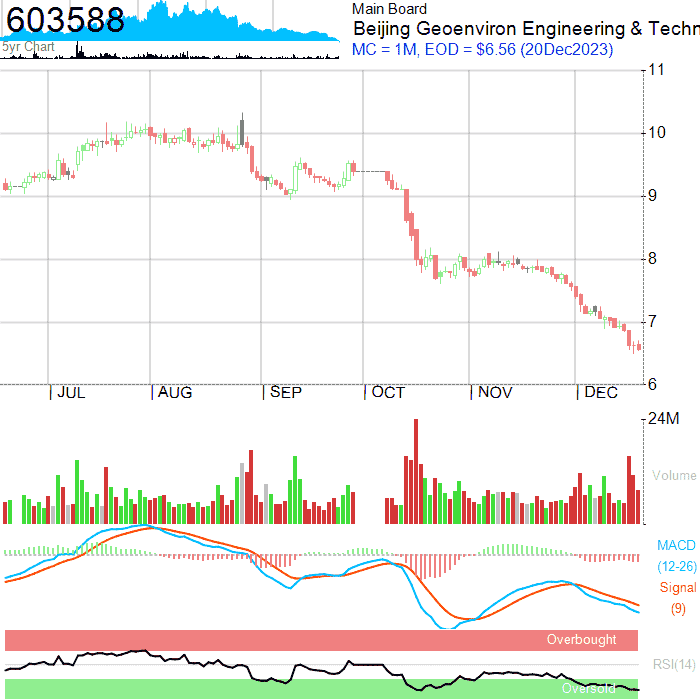 603588
Main Board
Beijing Geoenviron Engineering & Techn
5yr Chart
MC = 1M, EOD = $6.56 (20Dec2023)
11
10
9
8
7
6
JUL
AUG
SEP
OCT
NOV
DEC
24M
Volume
MACD
(12-26)
Signal
(9)
Overbought
RSI(14)
Oversold